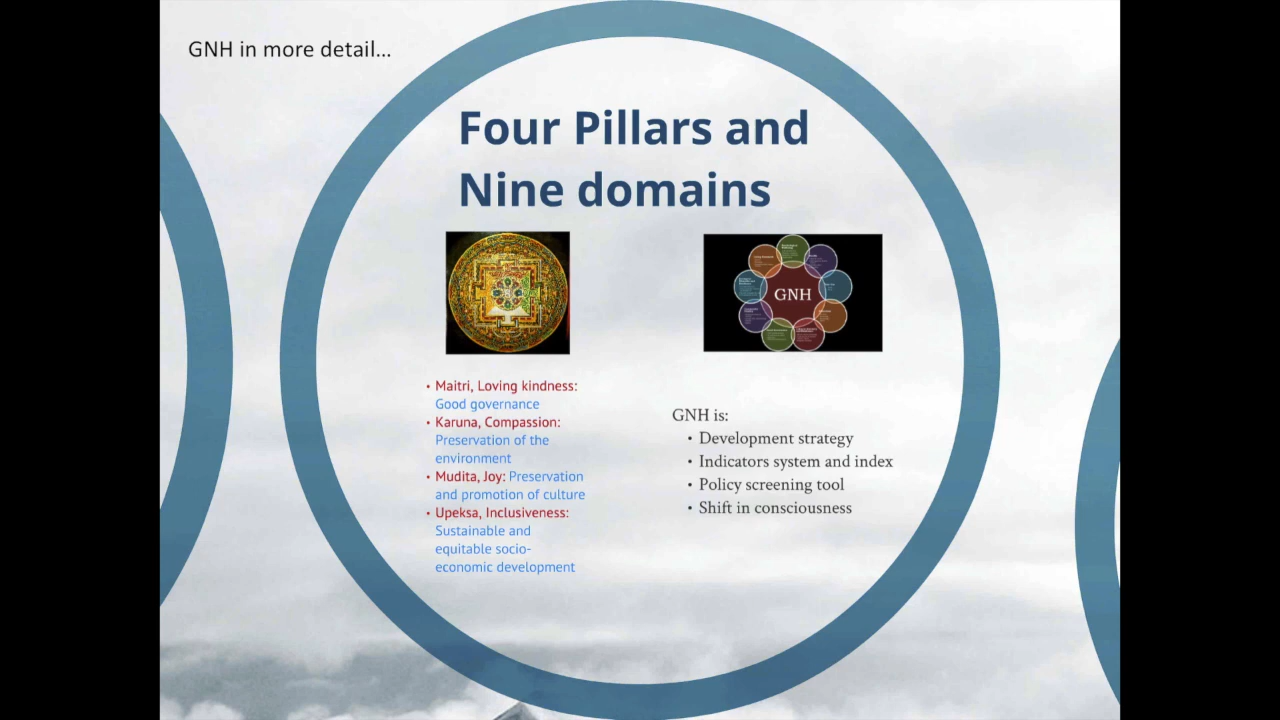 GNH in more detail...
Four Pillars and
Nine domains
GNH
• Maitri, Loving kindness:
Good governance
• Karuna, Compassion:
Preservation of the
environment
• Mudita, Joy: Preservation
and promotion of culture
• Upeksa, Inclusiveness:
Sustainable and
equitable socio-
economic development
GNH is:
• Development strategy
• Indicators system and index
• Policy screening tool
• Shift in consciousness